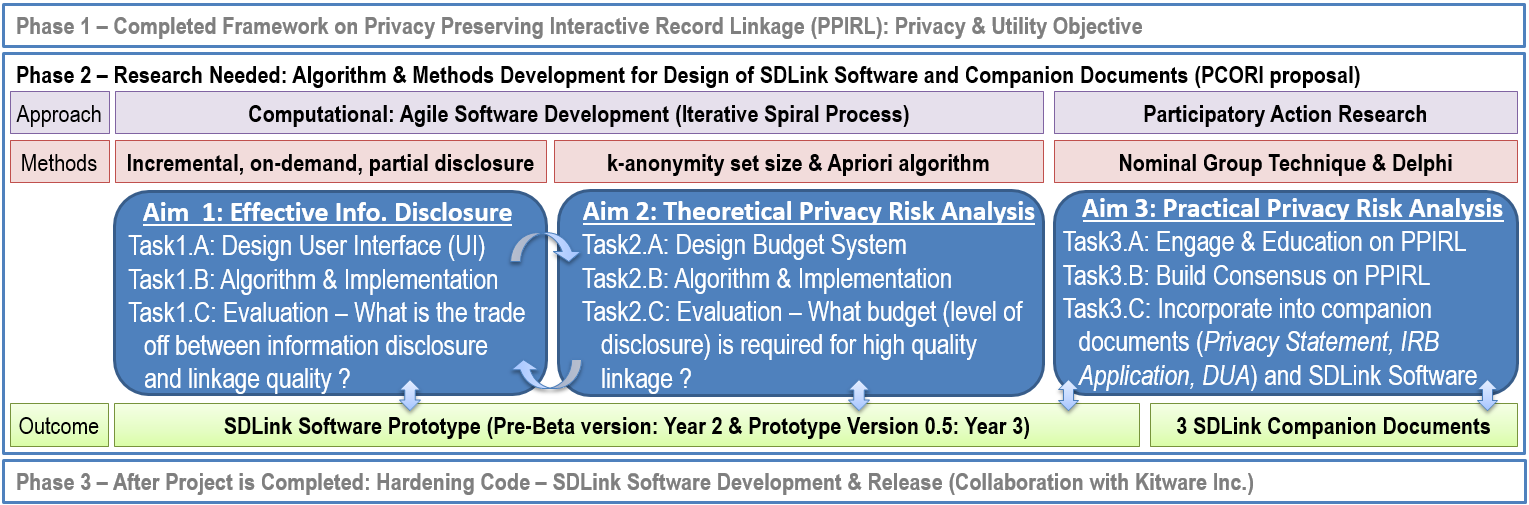 Phase 1 – Completed Framework on Privacy Preserving Interactive Record Linkage (PPIRL): Privacy & Utility Objective
Phase 2 – Research Needed: Algorithm & Methods Development for Design of SDLink Software and Companion Documents (PCORI proposal)
Approach
Computational: Agile Software Development (Iterative Spiral Process)
Participatory Action Research
Methods
Incremental, on-demand, partial disclosure
k-anonymity set size & Apriori algorithm
Nominal Group Technique & Delphi
Aim 1: Effective Info. Disclosure
Task1.A: Design User Interface (UI)
Task1.B: Algorithm & Implementation
Task1.C: Evaluation – What is the trade
off between information disclosure
and linkage quality ?
Aim 2: Theoretical Privacy Risk Analysis
Task2.A: Design Budget System
Task2.B: Algorithm & Implementation
Task2.C: Evaluation – What budget (level of
disclosure) is required for high quality
linkage ?
Aim 3: Practical Privacy Risk Analysis
Task3.A: Engage & Education on PPIRL
Task3.B: Build Consensus on PPIRL
Task3.C: Incorporate into companion
documents (Privacy Statement, IRB
Application, DUA) and SDLink Software
Outcome
SDLink Software Prototype (Pre-Beta version: Year 2 & Prototype Version 0.5: Year 3)
3 SDLink Companion Documents
Phase 3 – After Project is Completed: Hardening Code – SDLink Software Development & Release (Collaboration with Kitware Inc.)